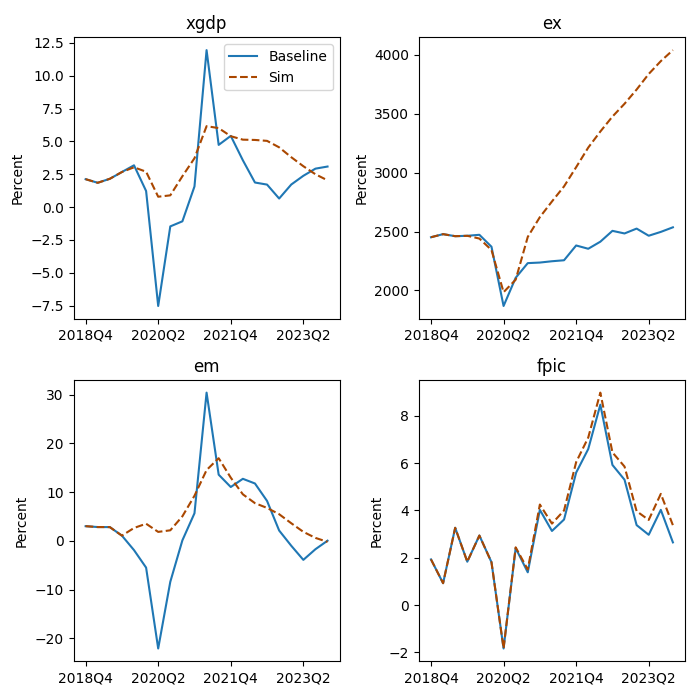 xgdp
12.5
10.0
7.5
5.0
2.5
0.0
−2.5
−5.0
−7.5
Percent
Baseline
Sim
2018Q4 2020Q2 2021Q4 2023Q2
ex
4000
3500
3000
2500
2000
Percent
2018Q4 2020Q2 2021Q4 2023Q2
em
30
20
10
0
−10
−20
Percent
2018Q4 2020Q2 2021Q4 2023Q2
fpic
8
6
4
2
0
−2
Percent
2018Q4 2020Q2 2021Q4 2023Q2